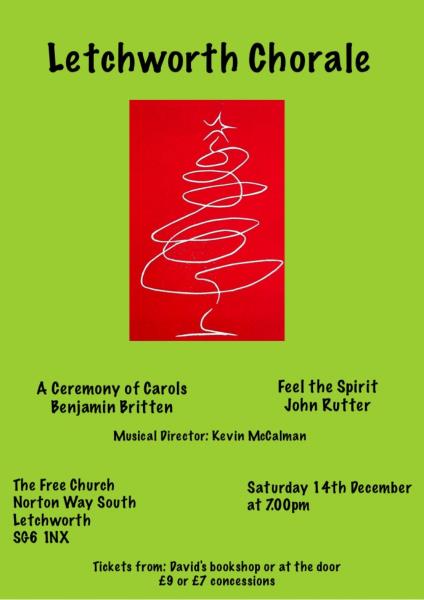 Letchworth Chorale
A Ceremony of Carols
Benjamin Britten
Feel the Spirit
John Rutter
Musical Director: Kevin McCalman
The Free Church
Norton Way South
Letchworth
SG6 1NX
Saturday 14th December
at 7.00pm
Tickets from: David's bookshop or at the door
£9 or £7 concessions